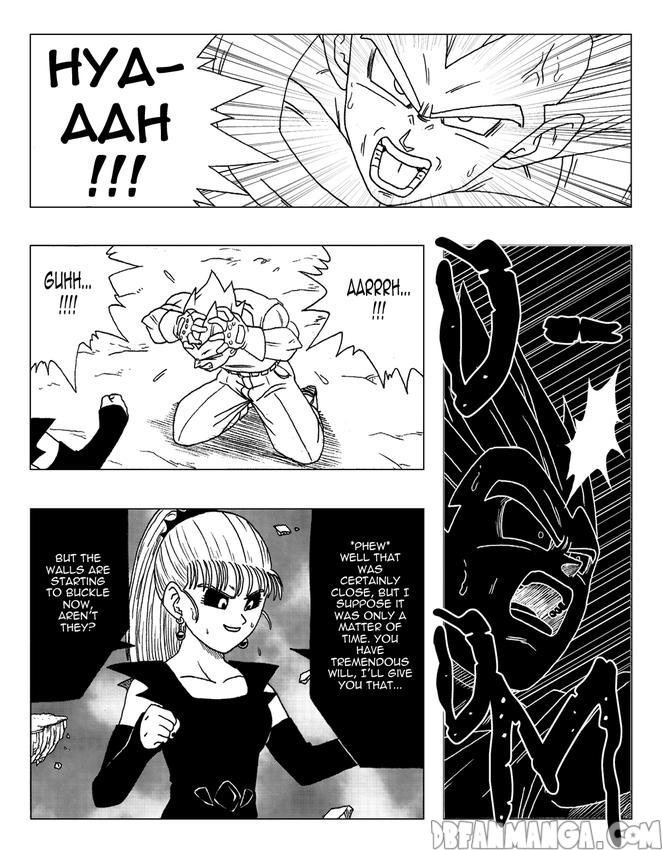 HYA-
AAH
!!!
GUHH...
!!!!
AARRRH...
!!!
*PHEW*
WELL THAT
WAS
CERTAINLY
CLOSE, BUT I
SUPPOSE IT
WAS ONLY A
MATTER OF
TIME. YOU
HAVE
TREMENDOUS
WILL, I'LL GIVE
YOU THAT...
BUT THE
WALLS ARE
STARTING
TO BUCKLE
NOW,
AREN'T
THEY?
DBFANMANGA.COM